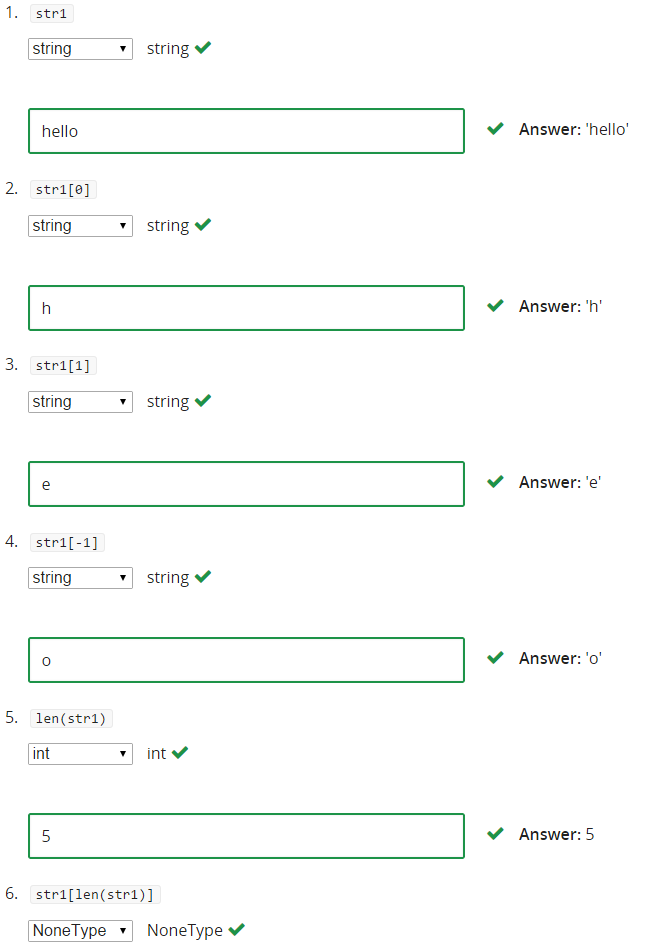 1. str1
string string
hello Answer: 'hello'
2. str1[0]
string string
h Answer: 'h'
3. str1[1]
string string
e Answer: 'e'
4. str1[-1]
string string
o Answer: 'o'
5. len(str1)
int int
5 Answer: 5
6. str1[len(str1)]
NoneType NoneType